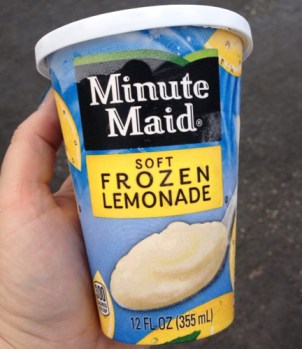 Minute
Maid®
SOFT
FROZEN
LEMONADE
12 FL OZ (355 mL)